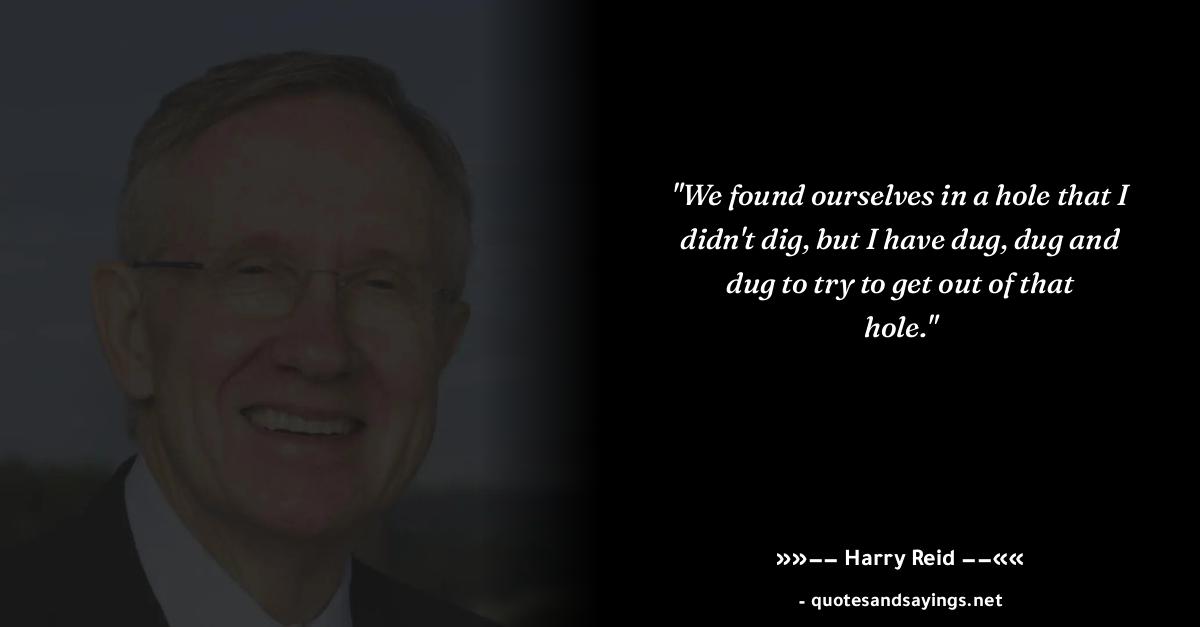 "We found ourselves in a hole that I
didn't dig, but I have dug, dug and
dug to try to get out of that
hole."
»»–– Harry Reid ––««
- quotesandsayings.net